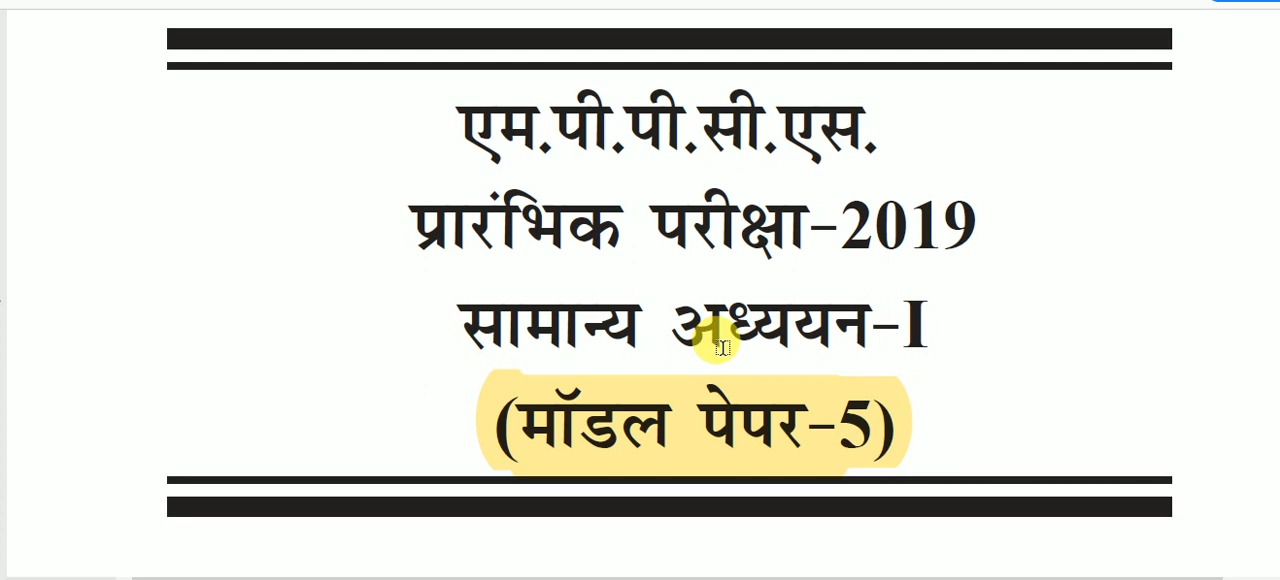 एम.पी.पी.सी.एस.
प्रारंभिक परीक्षा-2019
सामान्य अध्ययन-I
(मॉडल पेपर-5)